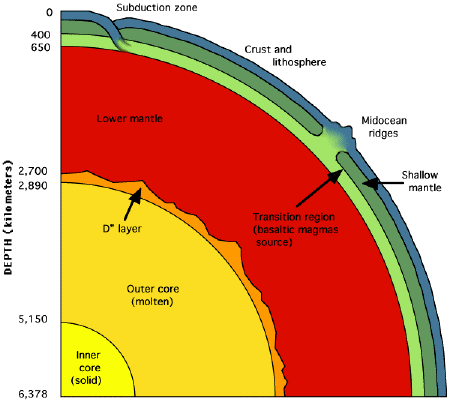 Subduction zone
0
400
650
Crust and
lithosphere
Midocean
ridges
Lower mantle
Shallow
mantle
2,700
2,890
D" layer
Transition region
(basaltic magmas
source)
DEPTH (kilometers)
Outer core
(molten)
5,150
Inner
core
(solid)
6,378